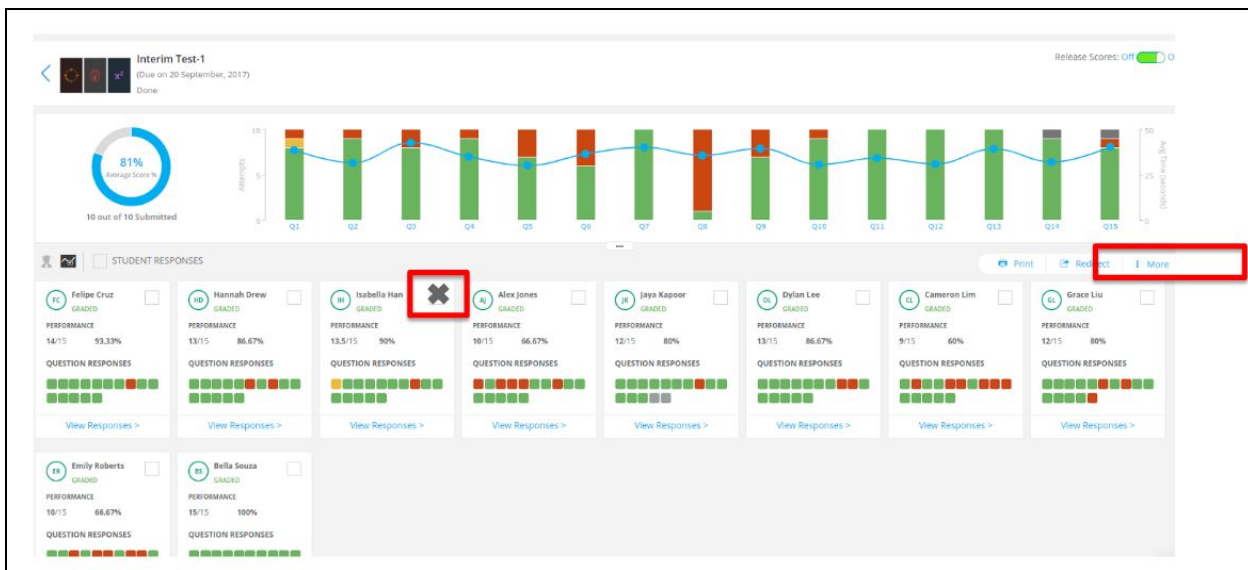 Interim Test-1
(Due on 20 September, 2017)
Done
Release Scores: Off O
x²
81%
Average Score %
10 out of 10 Submitted
Attempts
10
5
0
Q1 Q2 Q3 Q4 Q5 Q6 Q7 Q8 Q9 Q10 Q11 Q12 Q13 Q14 Q15
50
25
0
Avg Time (seconds)
STUDENT RESPONSES
Print Redirect More
FC Felipe Cruz
GRADED
PERFORMANCE
14/15 93.33%
QUESTION RESPONSES
View Responses >
HD Hannah Drew
GRADED
PERFORMANCE
13/15 86.67%
QUESTION RESPONSES
View Responses >
IH Isabella Han
GRADED
PERFORMANCE
13.5/15 90%
QUESTION RESPONSES
View Responses >
AJ Alex Jones
GRADED
PERFORMANCE
10/15 66.67%
QUESTION RESPONSES
View Responses >
JK Jaya Kapoor
GRADED
PERFORMANCE
12/15 80%
QUESTION RESPONSES
View Responses >
DL Dylan Lee
GRADED
PERFORMANCE
13/15 86.67%
QUESTION RESPONSES
View Responses >
CL Cameron Lim
GRADED
PERFORMANCE
9/15 60%
QUESTION RESPONSES
View Responses >
GL Grace Liu
GRADED
PERFORMANCE
12/15 80%
QUESTION RESPONSES
View Responses >
ER Emily Roberts
GRADED
PERFORMANCE
10/15 66.67%
QUESTION RESPONSES
BS Bella Souza
GRADED
PERFORMANCE
15/15 100%
QUESTION RESPONSES